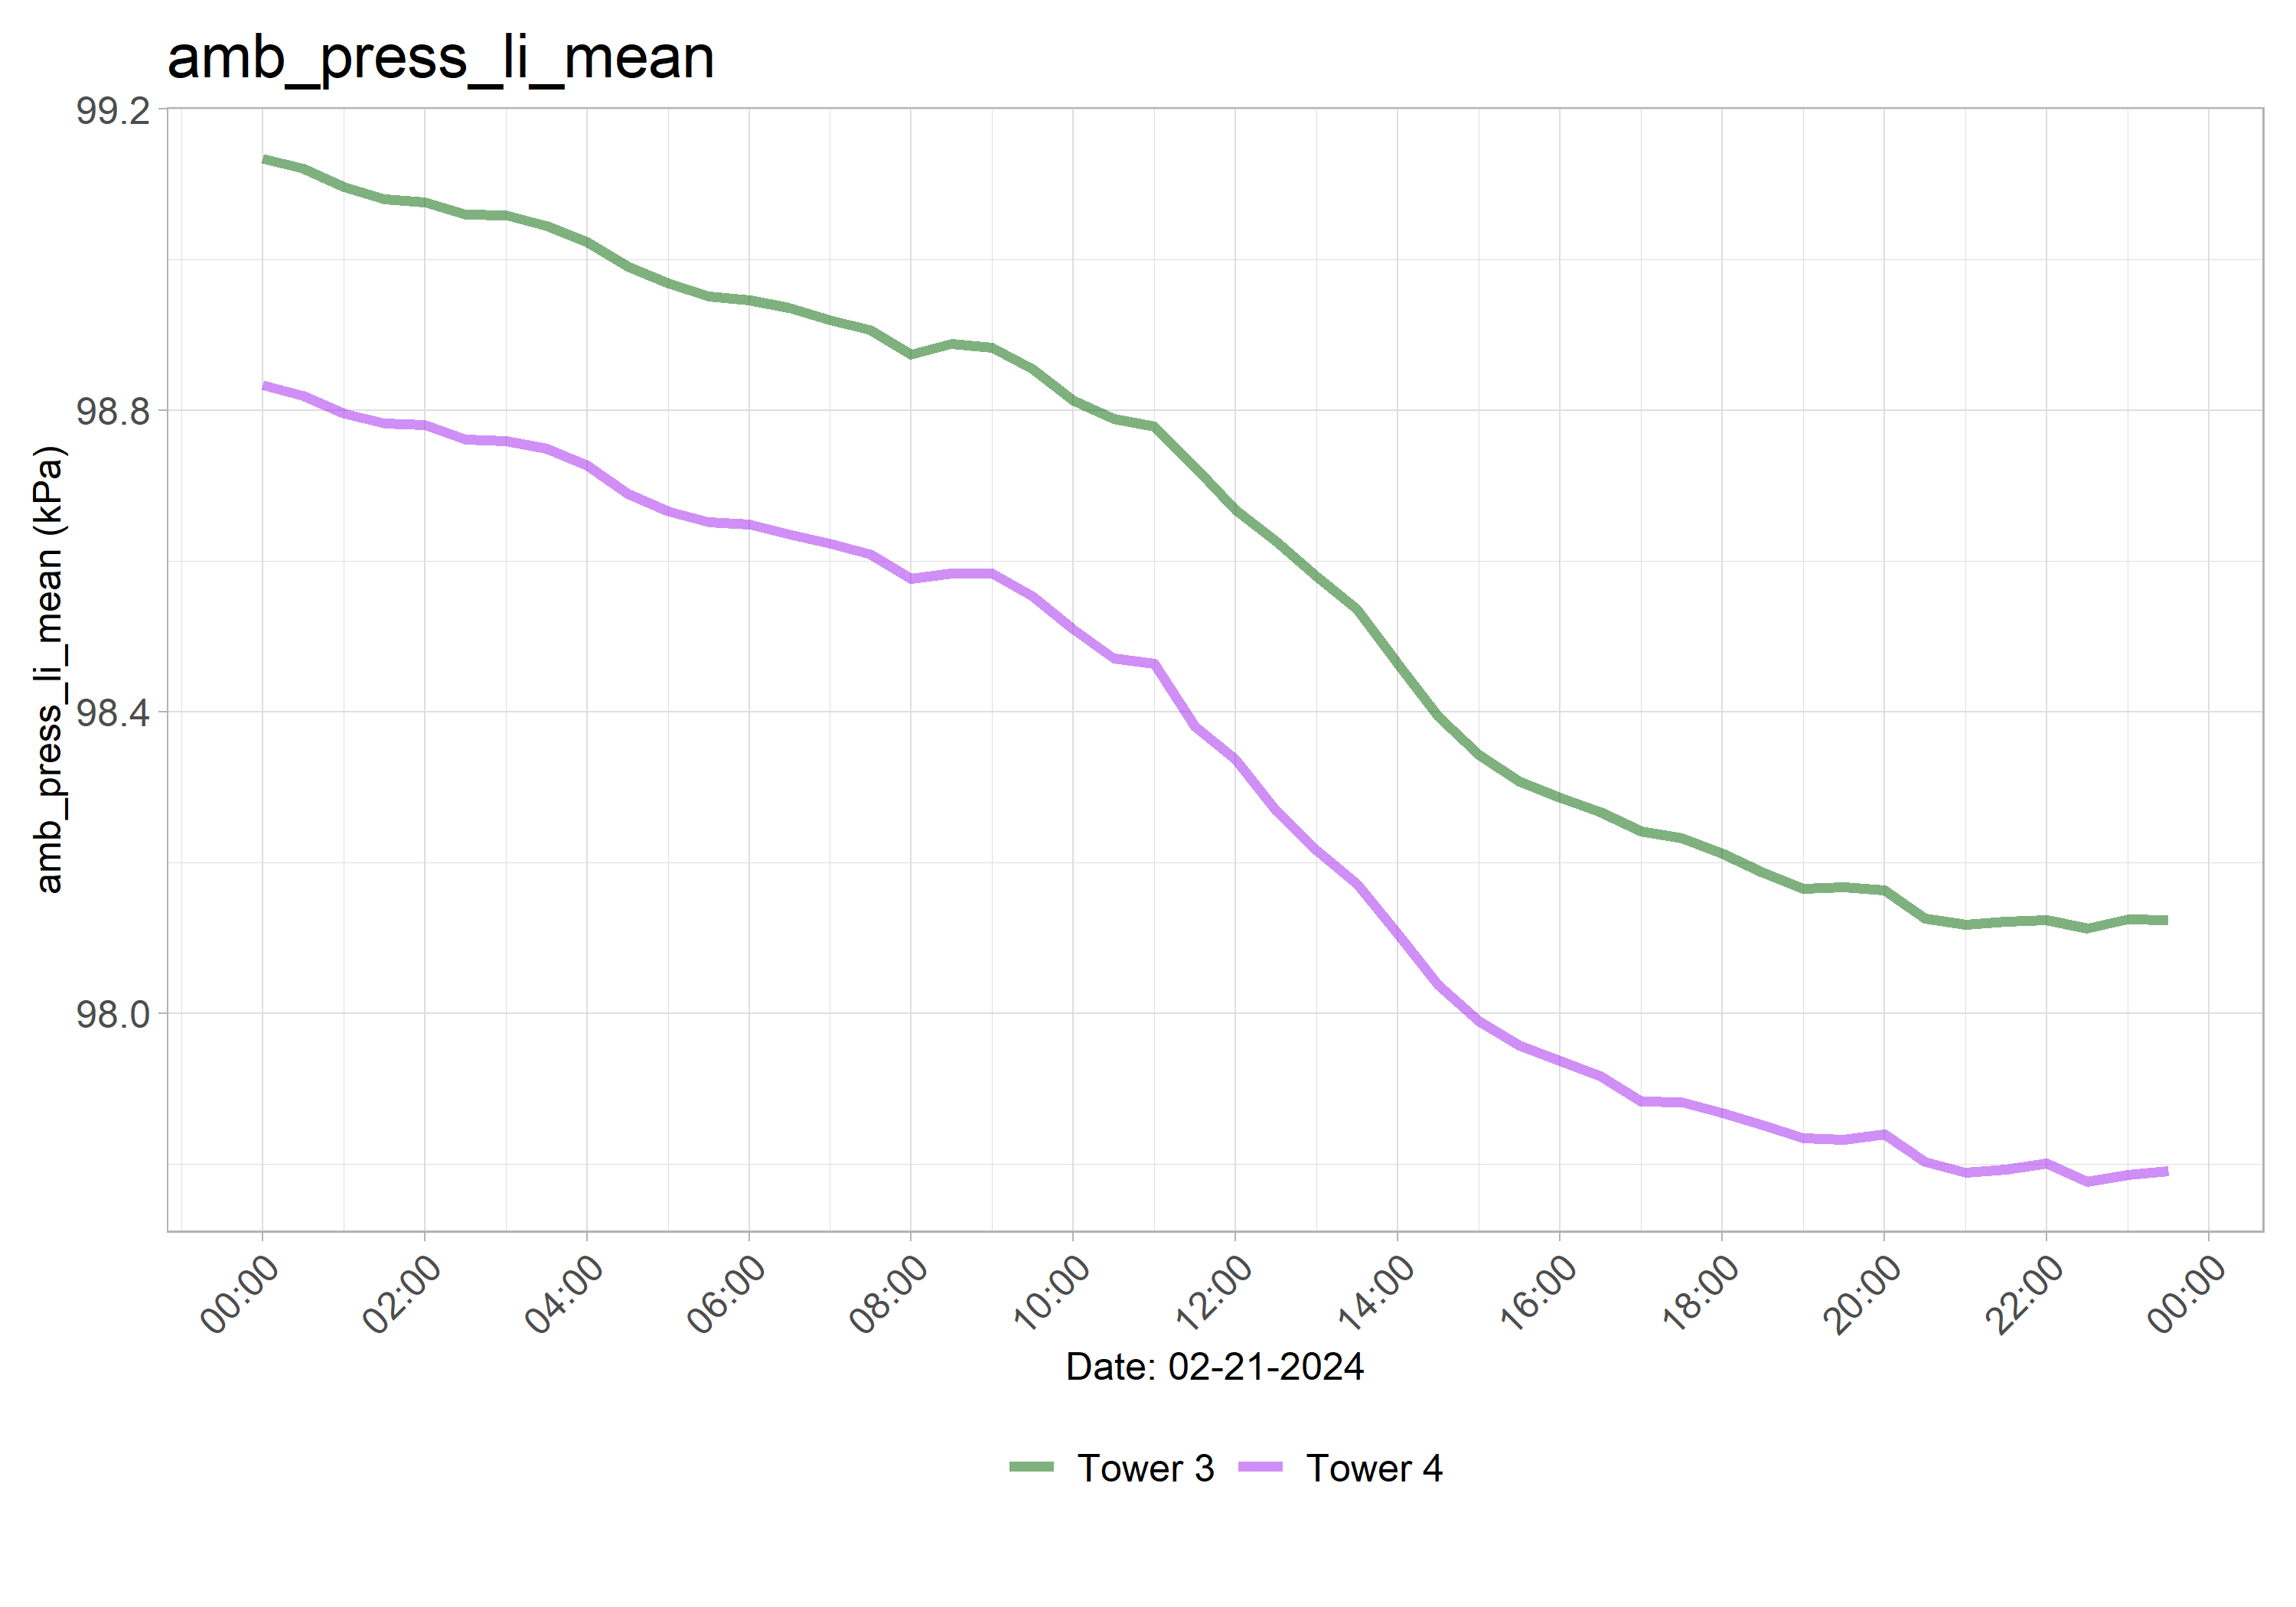 amb_press_li_mean
amb_press_li_mean (kPa)
99.2
98.8
98.4
98.0
00:00 02:00 04:00 06:00 08:00 10:00 12:00 14:00 16:00 18:00 20:00 22:00 00:00
Date: 02-21-2024
Tower 3 Tower 4